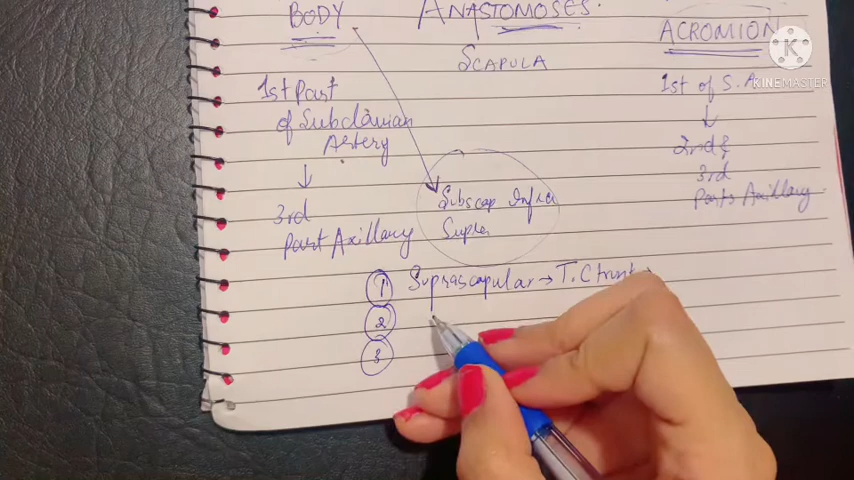 BODY
ANASTOMOSES.
ACROMION
SCAPULA
1st Part
of Subclavian
Artery
3rd
Part Axillary
Subscap Infra
Supra
1st of S.A
2nd &
3rd
Parts Axillary
1 Suprascapular → T.C trunk
2
3
K
KINEMASTER